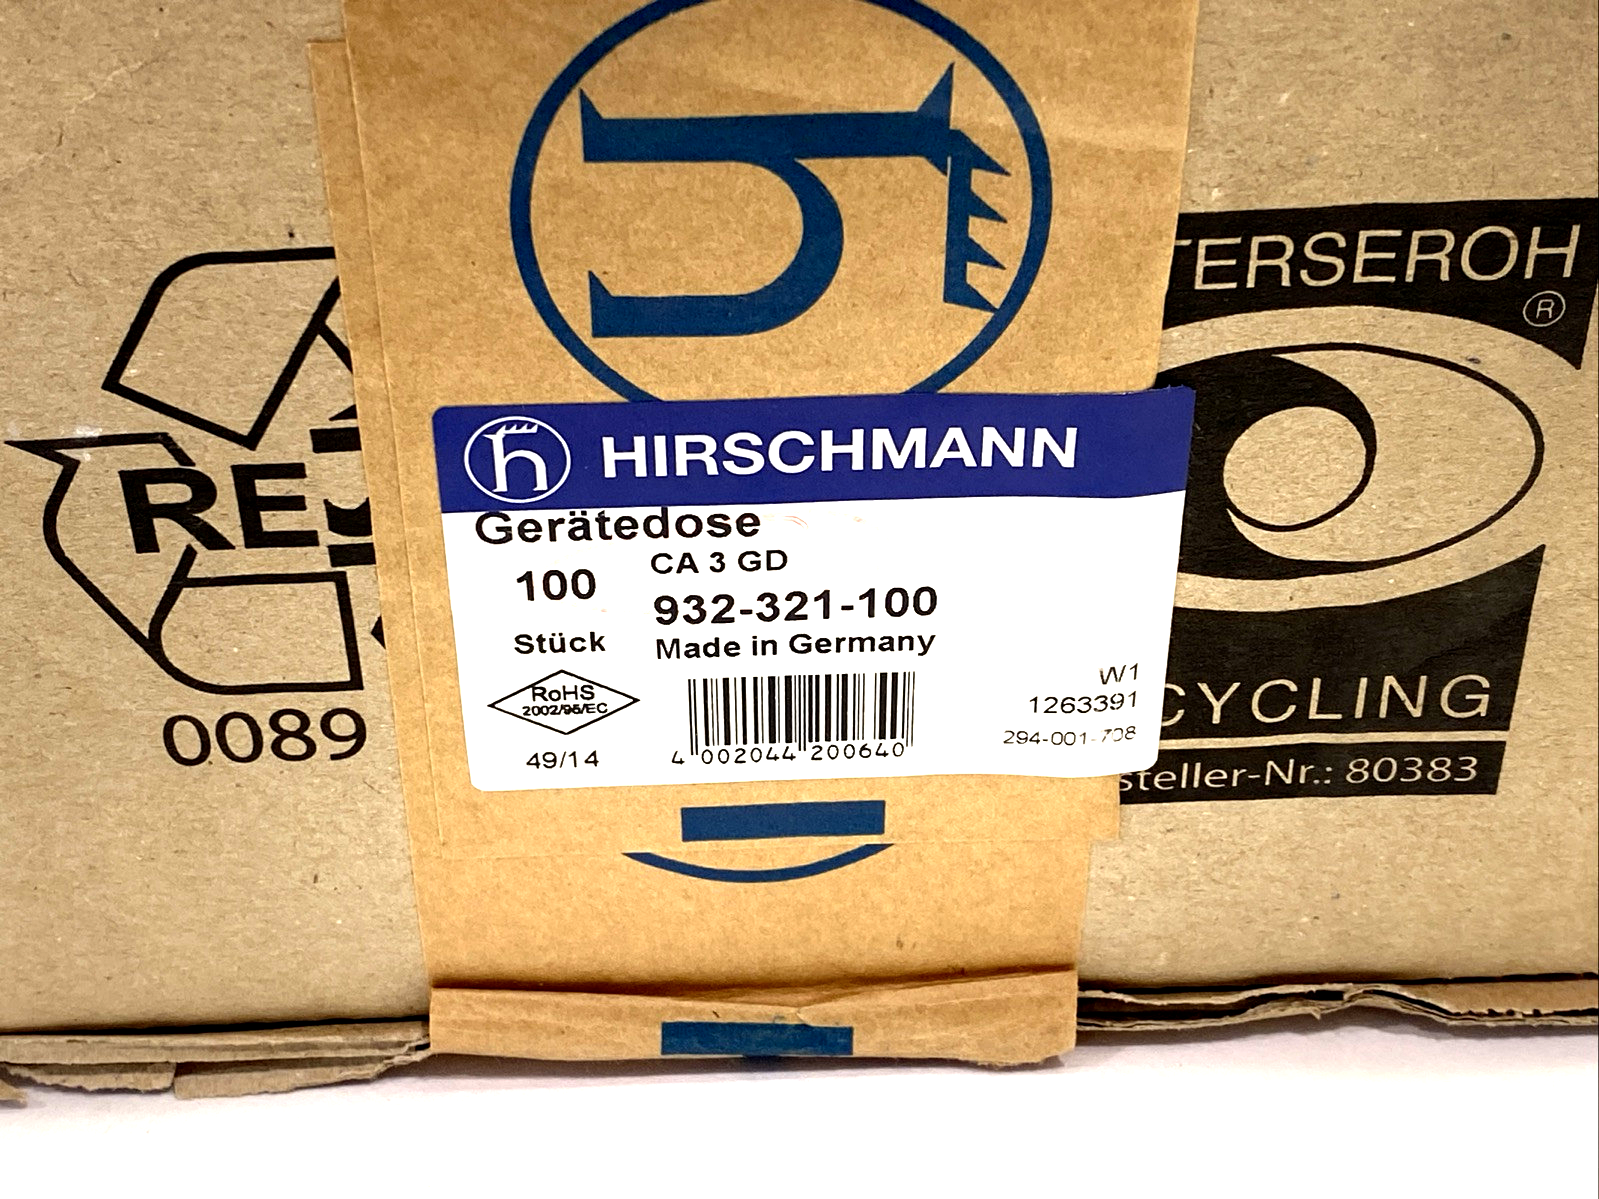 TERSEROH
®
RE
HIRSCHMANN
Gerätedose
CA 3 GD
100
932-321-100
Stück
Made in Germany
RoHS
2002/95/EC
W1
1263391
294-001-708
49/14
4 002044 200640
0089
CYCLING
steller-Nr.: 80383